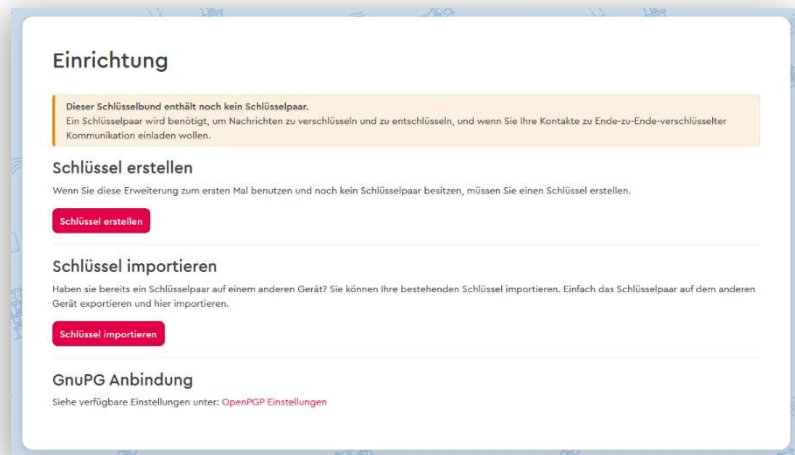 Einrichtung
Dieser Schlüsselbund enthält noch kein Schlüsselpaar.
Ein Schlüsselpaar wird benötigt, um Nachrichten zu verschlüsseln und zu entschlüsseln, und wenn Sie Ihre Kontakte zu Ende-zu-Ende-verschlüsselter
Kommunikation einladen wollen.
Schlüssel erstellen
Wenn Sie diese Erweiterung zum ersten Mal benutzen und noch kein Schlüsselpaar besitzen, müssen Sie einen Schlüssel erstellen.
Schlüssel erstellen
Schlüssel importieren
Haben sie bereits ein Schlüsselpaar auf einem anderen Gerät? Sie können Ihre bestehenden Schlüssel importieren. Einfach das Schlüsselpaar auf dem anderen
Gerät exportieren und hier importieren.
Schlüssel importieren
GnuPG Anbindung
Siehe verfügbare Einstellungen unter: OpenPGP Einstellungen